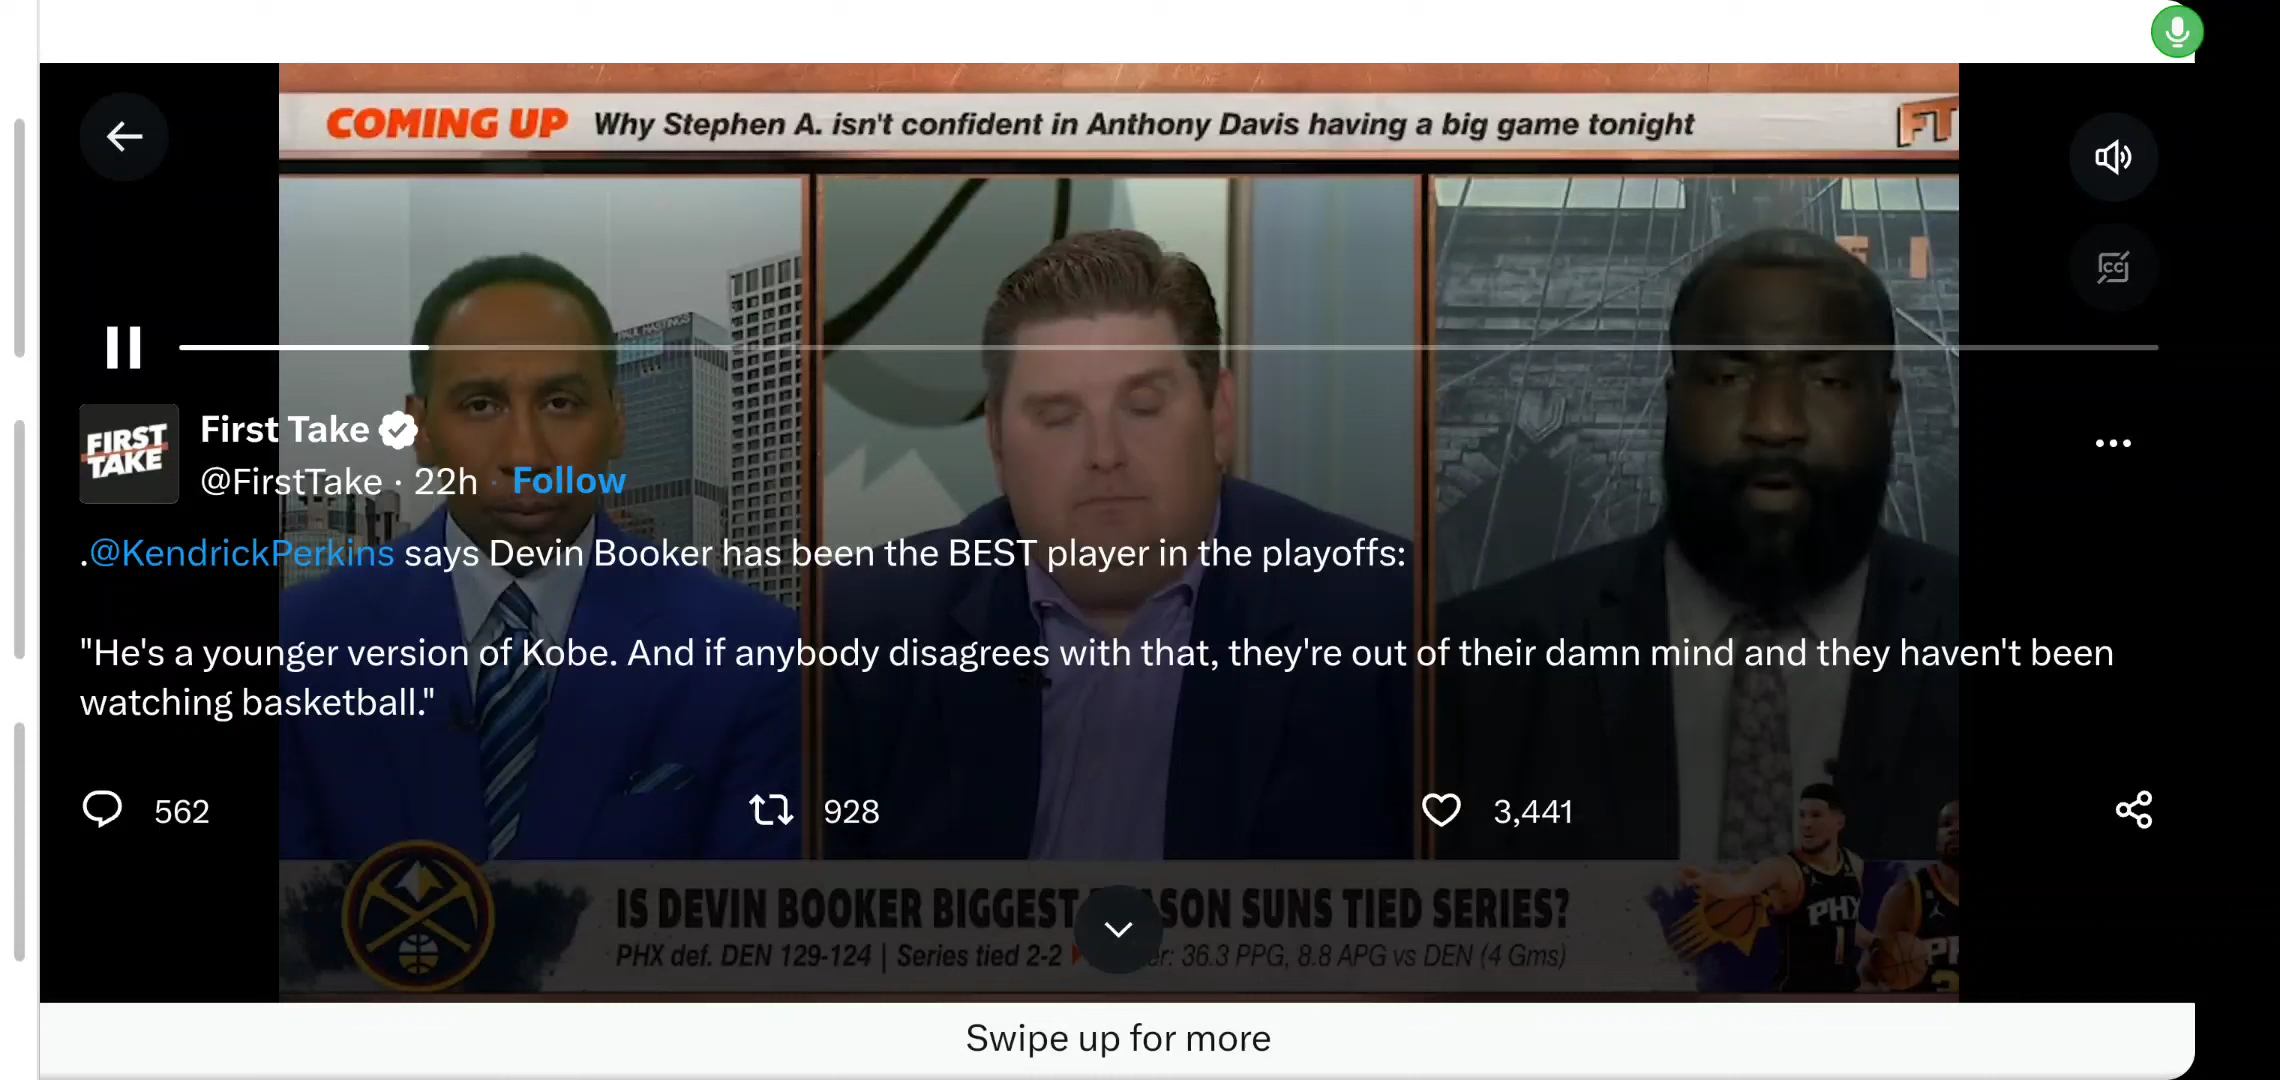 COMING UP Why Stephen A. isn't confident in Anthony Davis having a big game tonight FT
FIRST TAKE
First Take
@FirstTake · 22h · Follow
.@KendrickPerkins says Devin Booker has been the BEST player in the playoffs:
"He's a younger version of Kobe. And if anybody disagrees with that, they're out of their damn mind and they haven't been
watching basketball."
562 928 3,441
IS DEVIN BOOKER BIGGEST SON SUNS TIED SERIES?
PHX def. DEN 129-124 | Series tied 2-2 36.3 PPG, 8.8 APG vs DEN (4 Gms)
Swipe up for more